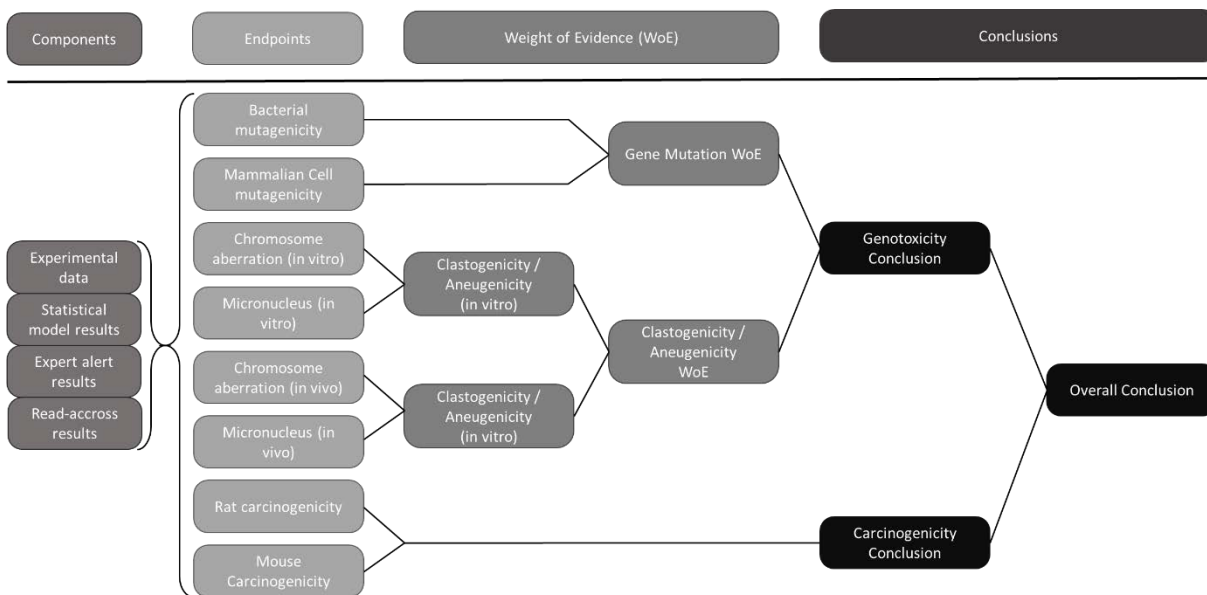 Components
Endpoints
Weight of Evidence (WoE)
Conclusions
Experimental
data
Statistical
model results
Expert alert
results
Read-accross
results
Bacterial
mutagenicity
Mammalian Cell
mutagenicity
Chromosome
aberration (in vitro)
Micronucleus (in
vitro)
Chromosome
aberration (in vivo)
Micronucleus (in
vivo)
Rat carcinogenicity
Mouse
Carcinogenicity
Clastogenicity /
Aneugenicity
(in vitro)
Clastogenicity /
Aneugenicity
(in vitro)
Gene Mutation WoE
Clastogenicity /
Aneugenicity
WoE
Genotoxicity
Conclusion
Carcinogenicity
Conclusion
Overall Conclusion